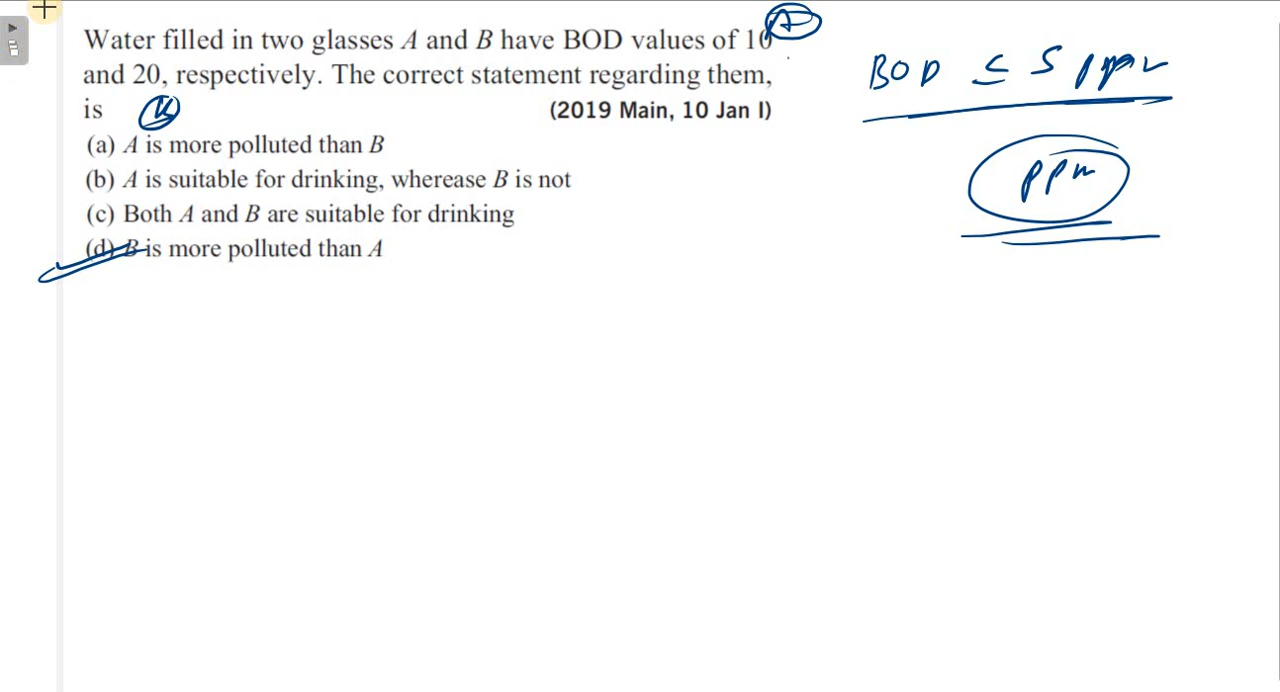 Water filled in two glasses A and B have BOD values of 10
and 20, respectively. The correct statement regarding them,
is (2019 Main, 10 Jan I)
(a) A is more polluted than B
(b) A is suitable for drinking, wherease B is not
(c) Both A and B are suitable for drinking
(d) B is more polluted than A
A
BOD ≤ 5 ppm
ppm